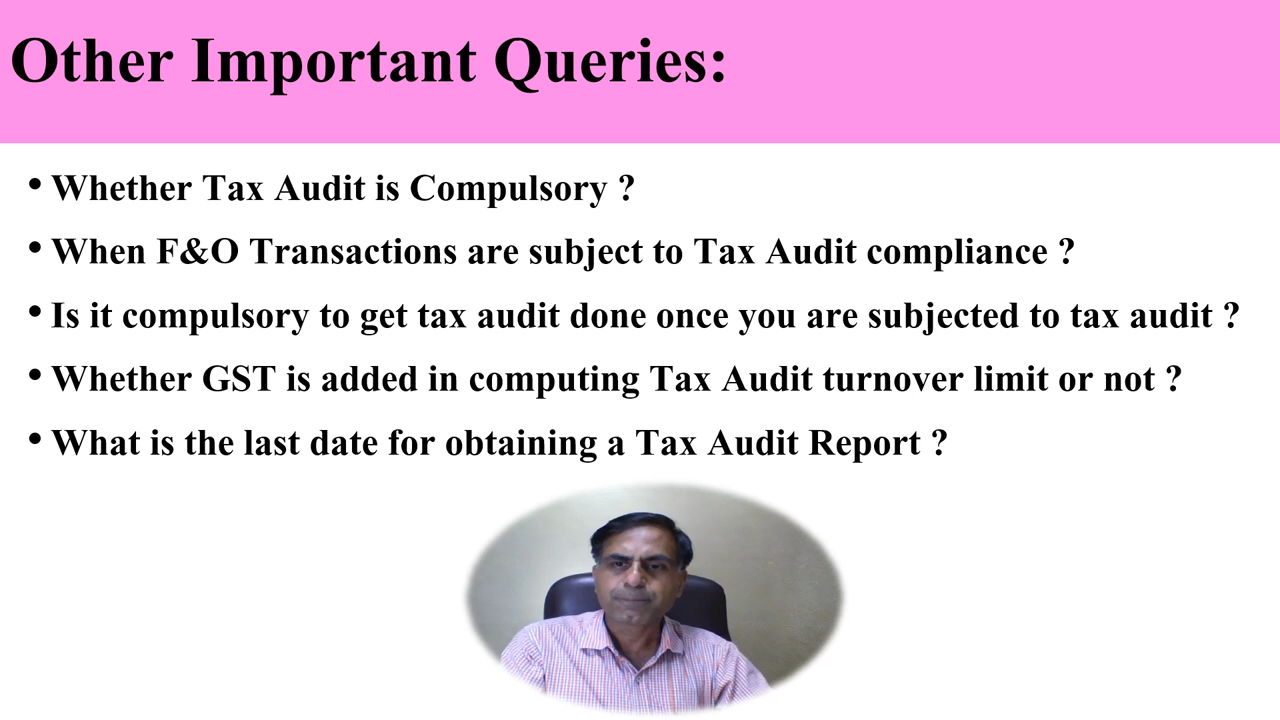 Other Important Queries:
• Whether Tax Audit is Compulsory ?
• When F&O Transactions are subject to Tax Audit compliance ?
• Is it compulsory to get tax audit done once you are subjected to tax audit ?
• Whether GST is added in computing Tax Audit turnover limit or not ?
• What is the last date for obtaining a Tax Audit Report ?